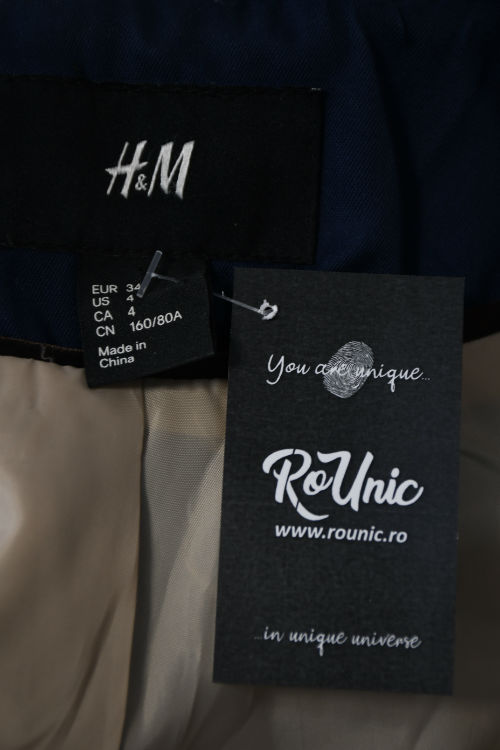 H&M
EUR 34
US 4
CA 4
CN 160/80A
Made in
China
You are unique...
RoUnic
www.rounic.ro
...in unique universe